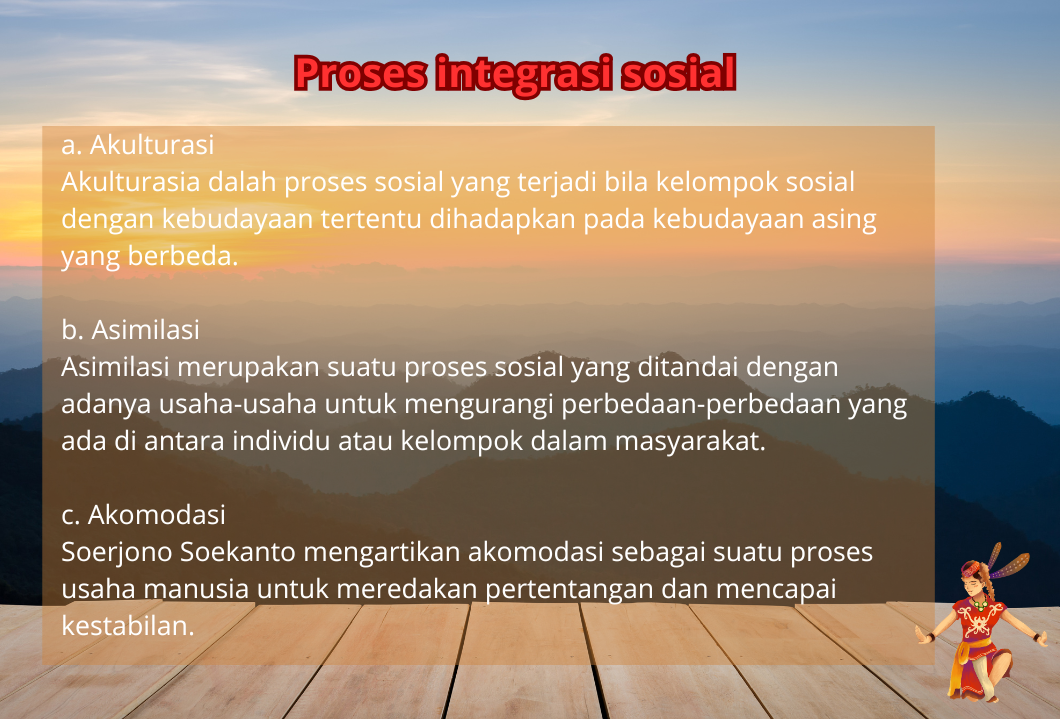 Proses integrasi sosial
a. Akulturasi
Akulturasia dalah proses sosial yang terjadi bila kelompok sosial
dengan kebudayaan tertentu dihadapkan pada kebudayaan asing
yang berbeda.
b. Asimilasi
Asimilasi merupakan suatu proses sosial yang ditandai dengan
adanya usaha-usaha untuk mengurangi perbedaan-perbedaan yang
ada di antara individu atau kelompok dalam masyarakat.
c. Akomodasi
Soerjono Soekanto mengartikan akomodasi sebagai suatu proses
usaha manusia untuk meredakan pertentangan dan mencapai
kestabilan.